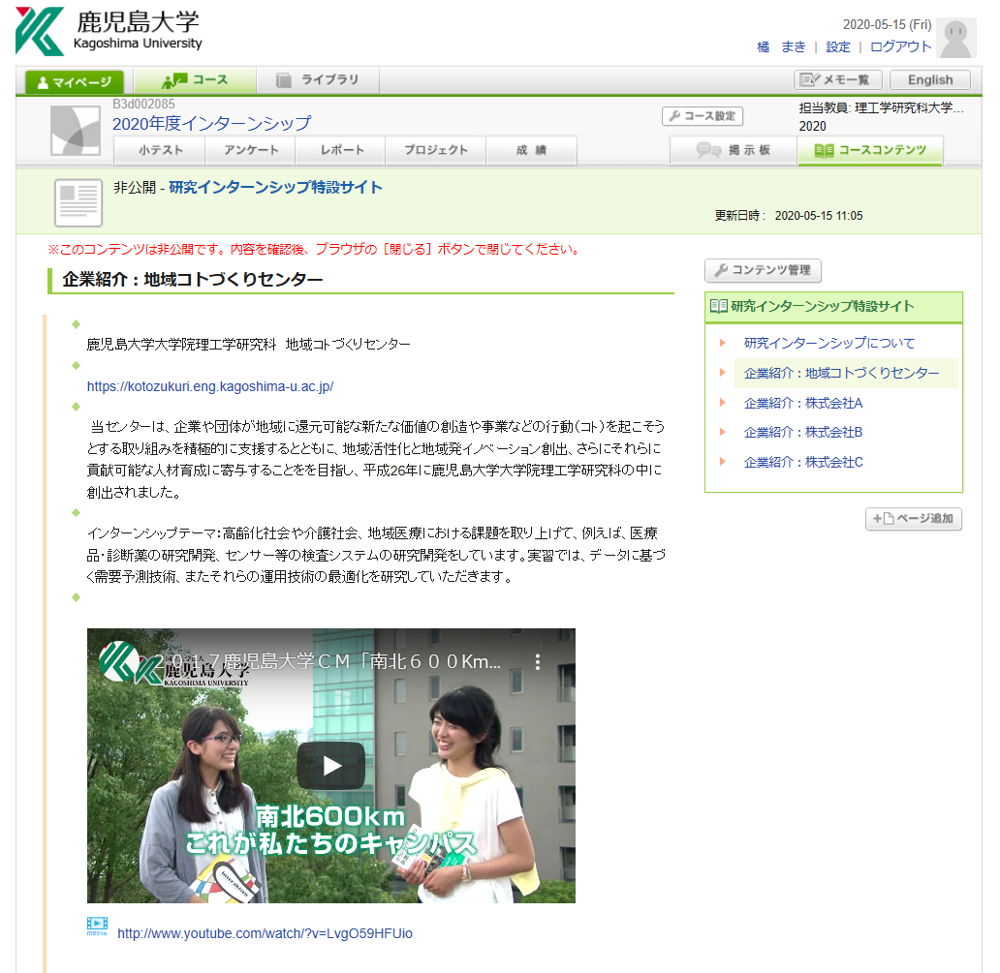 鹿児島大学
Kagoshima University
2020-05-15 (Fri)
橘 まき | 設定 | ログアウト
マイページ
コース
ライブラリ
メモ一覧
English
B3d002085
2020年度インターンシップ
コース設定
担当教員: 理工学研究科大学…
2020
小テスト
アンケート
レポート
プロジェクト
成 績
掲 示 板
コースコンテンツ
非公開 - 研究インターンシップ特設サイト
更新日時 : 2020-05-15 11:05
※このコンテンツは非公開です。内容を確認後、ブラウザの［閉じる］ボタンで閉じてください。
企業紹介：地域コトづくりセンター
鹿児島大学大学院理工学研究科 地域コトづくりセンター
https://kotozukuri.eng.kagoshima-u.ac.jp/
当センターは、企業や団体が地域に還元可能な新たな価値の創造や事業などの行動（コト）を起こそう
とする取り組みを積極的に支援するとともに、地域活性化と地域発イノベーション創出、さらにそれらに
貢献可能な人材育成に寄与することをを目指し、平成26年に鹿児島大学大学院理工学研究科の中に
創出されました。
インターンシップテーマ：高齢化社会や介護社会、地域医療における課題を取り上げて、例えば、医療
品・診断薬の研究開発、センサー等の検査システムの研究開発をしています。実習では、データに基づ
く需要予測技術、またそれらの運用技術の最適化を研究していただきます。
２０１７鹿児島大学ＣＭ「南北６００Km...
鹿児島大学
KAGOSHIMA UNIVERSITY
南北600km
これが私たちのキャンパス
Interaktion
MEDIA
http://www.youtube.com/watch/?v=LvgO59HFUio
コンテンツ管理
研究インターンシップ特設サイト
研究インターンシップについて
企業紹介：地域コトづくりセンター
企業紹介：株式会社A
企業紹介：株式会社B
企業紹介：株式会社C
ページ追加